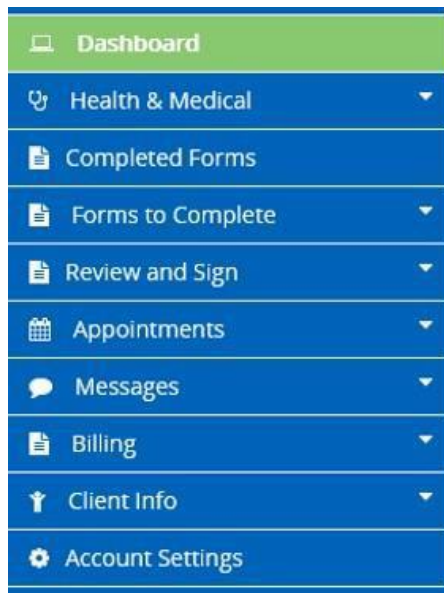 Dashboard
Health & Medical
Completed Forms
Forms to Complete
Review and Sign
Appointments
Messages
Billing
Client Info
Account Settings